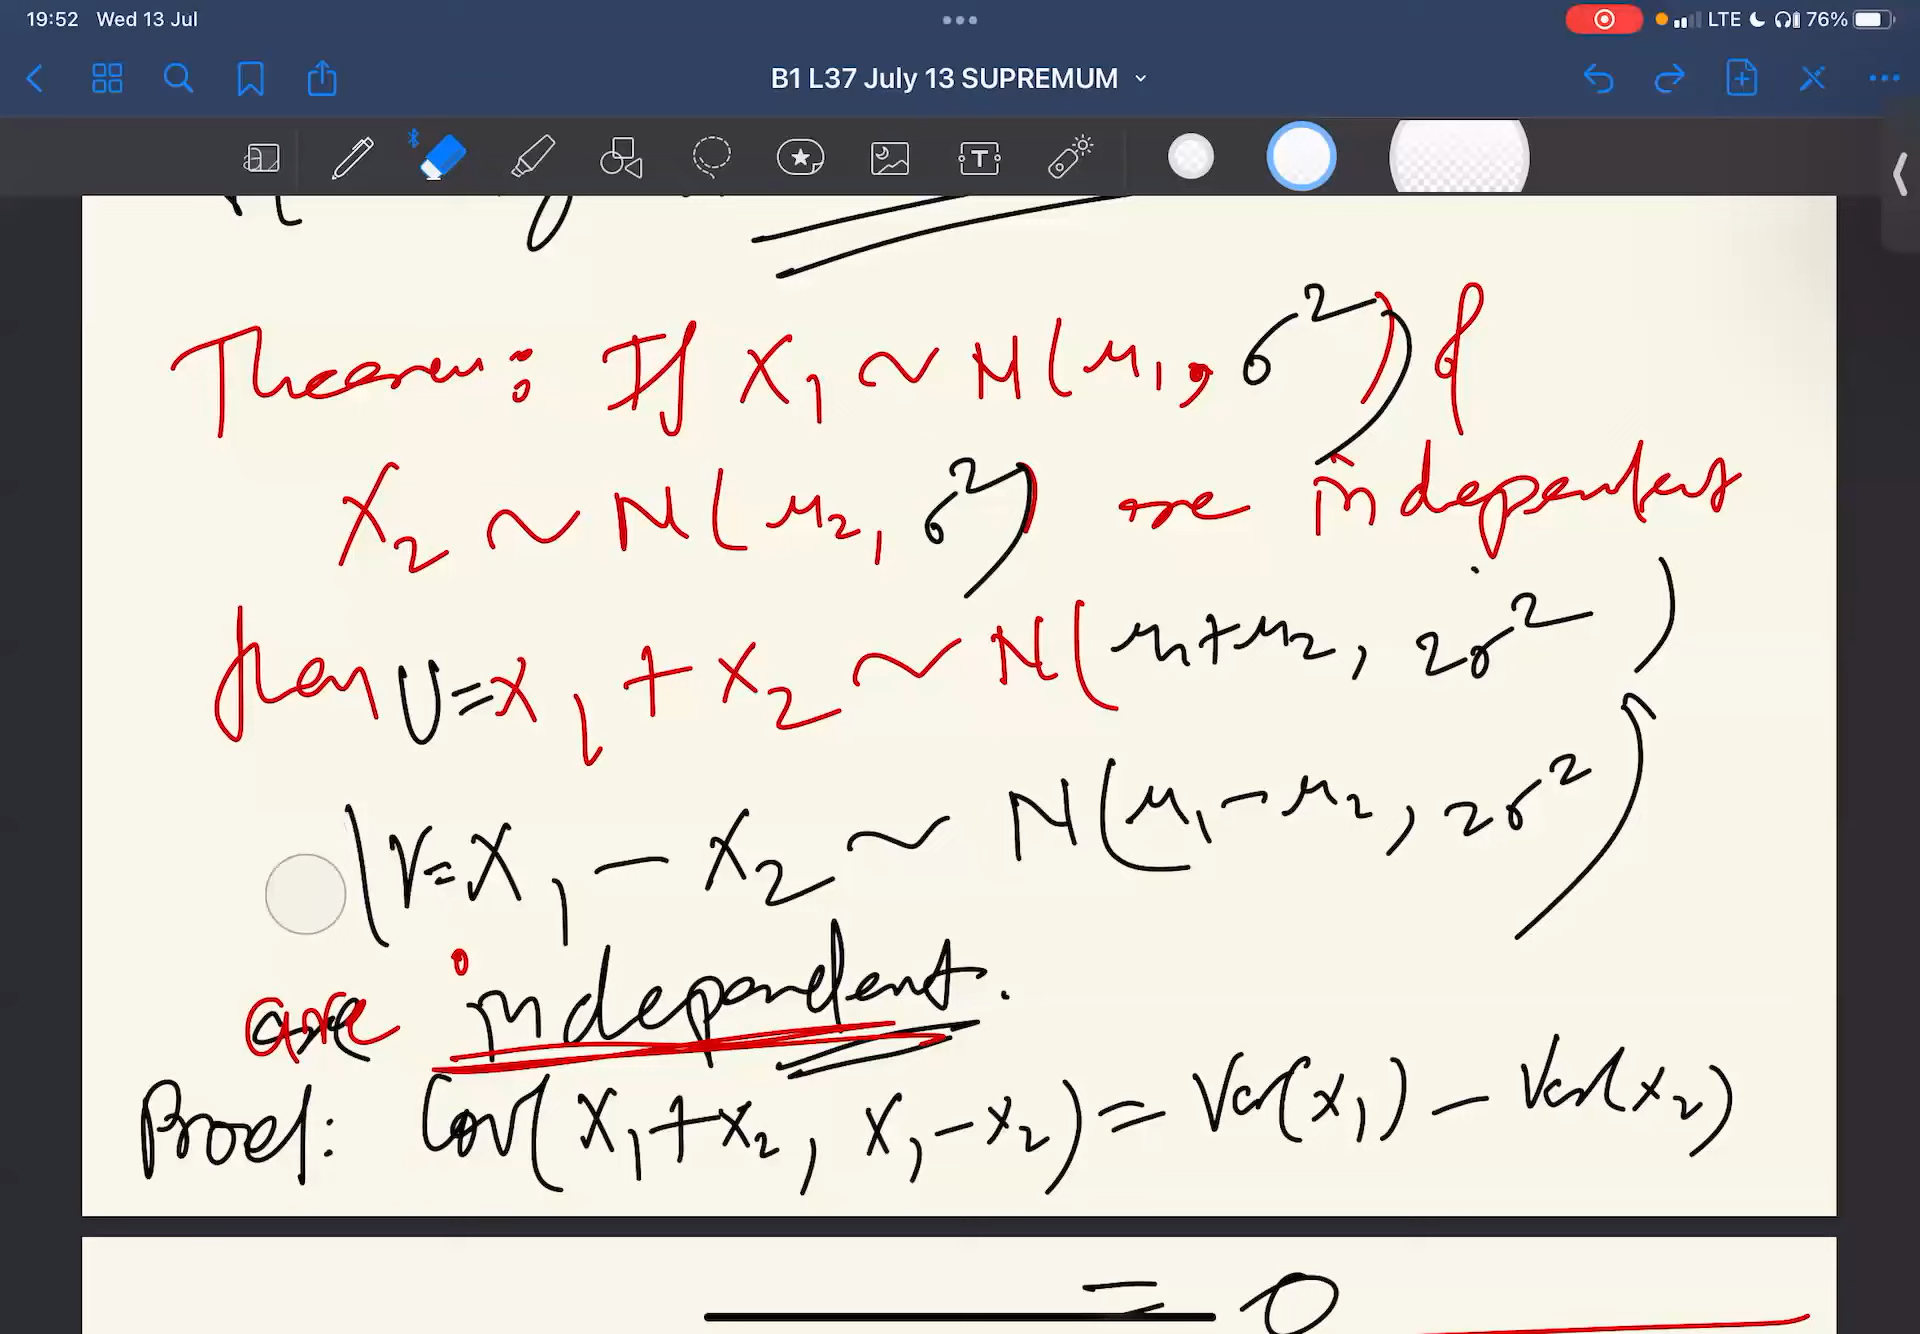 19:52 Wed 13 Jul
LTE 76%
B1 L37 July 13 SUPREMUM
Theorem: If X₁ ~ N(μ₁, σ²) &
X₂ ~ N(μ₂, σ²) are independent
then U=X₁ + X₂ ~ N(μ₁+μ₂, 2σ²)
V=X₁ - X₂ ~ N(μ₁-μ₂, 2σ²)
are independent.
Proof: Cov(X₁+X₂, X₁-X₂) = Var(X₁) - Var(X₂)
= 0